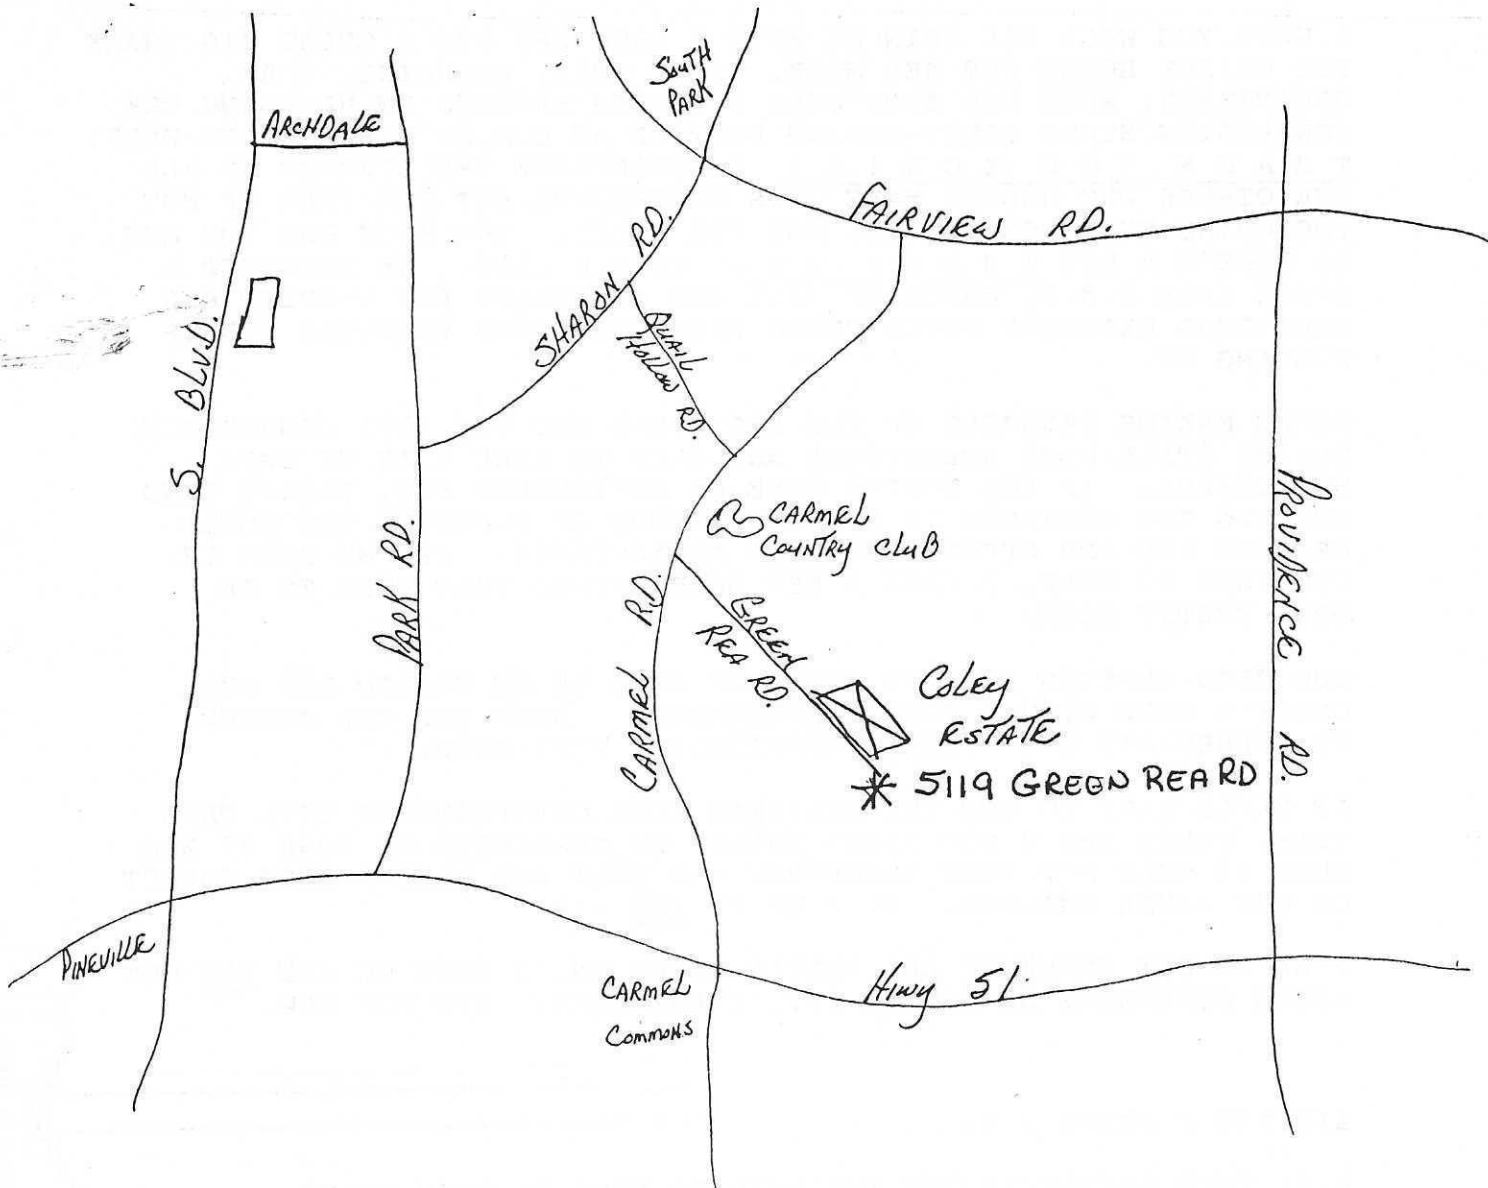 SOUTH
PARK
ARCHDALE
FAIRVIEW RD.
SHARON RD.
QUAIL
HOLLOW RD.
S. BLVD.
CARMEL
COUNTRY CLUB
PROVIDENCE RD.
PARK RD.
GREEN
REA RD.
CARMEL RD.
COLEY
ESTATE
5119 GREEN REA RD
PINEVILLE
CARMEL
COMMONS
HIWY 51.